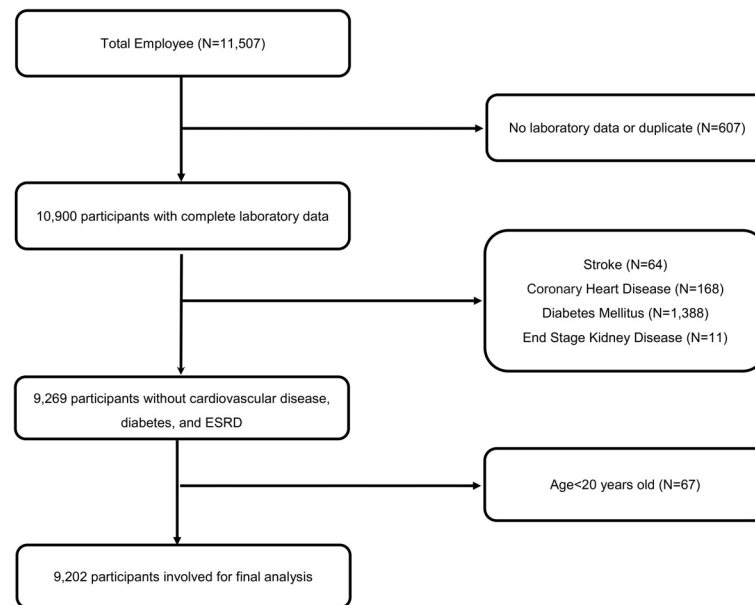 Total Employee (N=11,507)
No laboratory data or duplicate (N=607)
10,900 participants with complete laboratory data
Stroke (N=64)
Coronary Heart Disease (N=168)
Diabetes Mellitus (N=1,388)
End Stage Kidney Disease (N=11)
9,269 participants without cardiovascular disease,
diabetes, and ESRD
Age<20 years old (N=67)
9,202 participants involved for final analysis